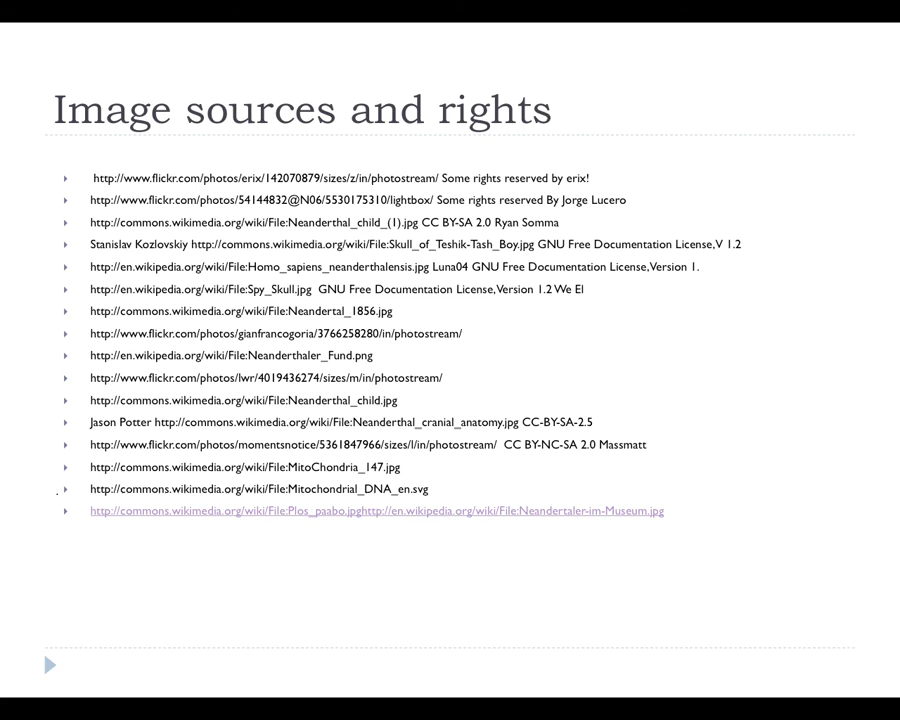 Image sources and rights
http://www.flickr.com/photos/erix/142070879/sizes/z/in/photostream/ Some rights reserved by erix!
http://www.flickr.com/photos/54144832@N06/5530175310/lightbox/ Some rights reserved By Jorge Lucero
http://commons.wikimedia.org/wiki/File:Neanderthal_child_(1).jpg CC BY-SA 2.0 Ryan Somma
Stanislav Kozlovskiy http://commons.wikimedia.org/wiki/File:Skull_of_Teshik-Tash_Boy.jpg GNU Free Documentation License, V 1.2
http://en.wikipedia.org/wiki/File:Homo_sapiens_neanderthalensis.jpg Luna04 GNU Free Documentation License, Version 1.
http://en.wikipedia.org/wiki/File:Spy_Skull.jpg GNU Free Documentation License, Version 1.2 We El
http://commons.wikimedia.org/wiki/File:Neandertal_1856.jpg
http://www.flickr.com/photos/gianfrancogoria/3766258280/in/photostream/
http://en.wikipedia.org/wiki/File:Neanderthaler_Fund.png
http://www.flickr.com/photos/lwr/4019436274/sizes/m/in/photostream/
http://commons.wikimedia.org/wiki/File:Neanderthal_child.jpg
Jason Potter http://commons.wikimedia.org/wiki/File:Neanderthal_cranial_anatomy.jpg CC-BY-SA-2.5
http://www.flickr.com/photos/momentsnotice/5361847966/sizes/l/in/photostream/ CC BY-NC-SA 2.0 Massmatt
http://commons.wikimedia.org/wiki/File:MitoChondria_147.jpg
. http://commons.wikimedia.org/wiki/File:Mitochondrial_DNA_en.svg
http://commons.wikimedia.org/wiki/File:Plos_paabo.jpghttp://en.wikipedia.org/wiki/File:Neandertaler-im-Museum.jpg